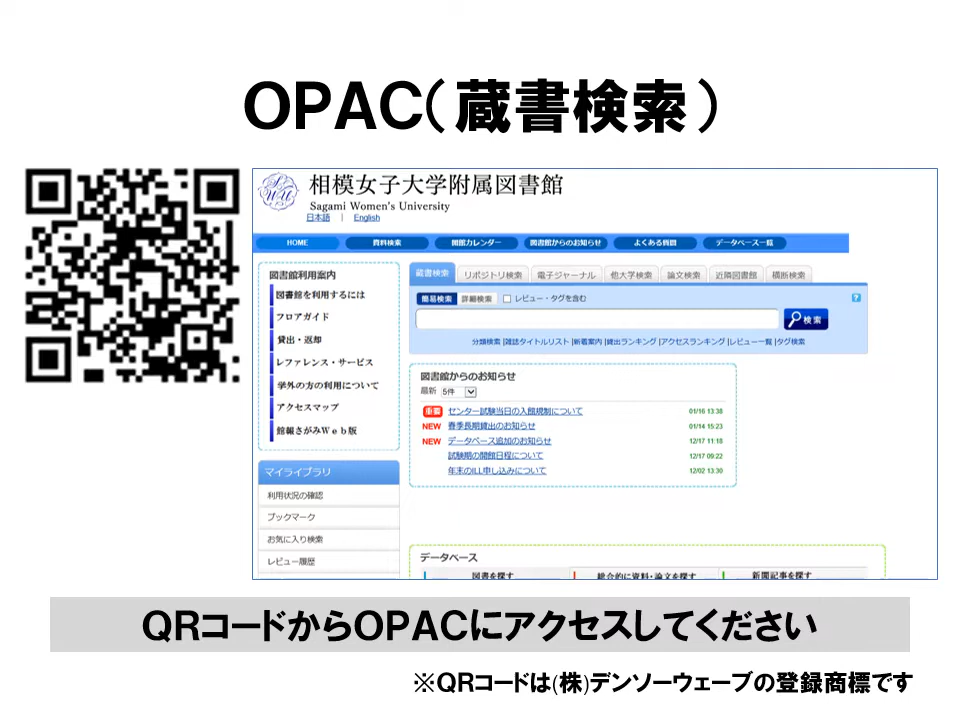 OPAC(蔵書検索)
相模女子大学附属図書館
Sagami Women's University
日本語 | English
HOME 資料検索 開館カレンダー 図書館からのお知らせ よくある質問 データベース一覧
図書館利用案内
図書館を利用するには
フロアガイド
貸出・返却
レファレンス・サービス
学外の方の利用について
アクセスマップ
館報さがみWeb版
マイライブラリ
利用状況の確認
ブックマーク
お気に入り検索
レビュー履歴
蔵書検索 リポジトリ検索 電子ジャーナル 他大学検索 論文検索 近隣図書館 横断検索
簡易検索 詳細検索 レビュー・タグを含む ?
検索
分類検索 |雑誌タイトルリスト |新着案内 |貸出ランキング |アクセスランキング |レビュー一覧 |タグ検索
図書館からのお知らせ
最新 5件
重要 センター試験当日の入館規制について 01/16 13:38
NEW 春季長期貸出のお知らせ 01/14 15:23
NEW データベース追加のお知らせ 12/17 11:18
試験期の開館日程について 12/17 09:22
年末のILL申し込みについて 12/02 13:30
データベース
図書を探す 総合的に資料・論文を探す 新聞記事を探す
QRコードからOPACにアクセスしてください
※QRコードは(株)デンソーウェーブの登録商標です